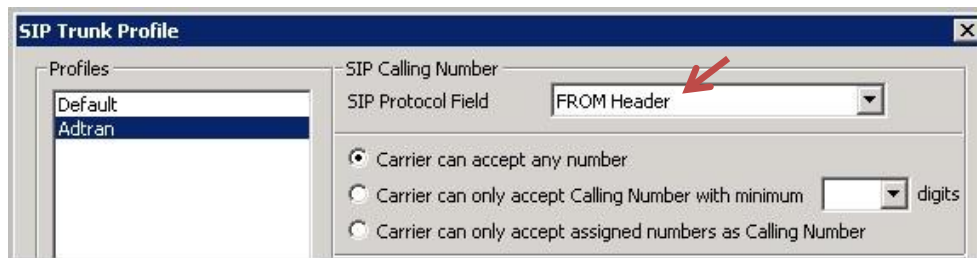 SIP Trunk Profile
Profiles
Default
Adtran
SIP Calling Number
SIP Protocol Field FROM Header
Carrier can accept any number
Carrier can only accept Calling Number with minimum digits
Carrier can only accept assigned numbers as Calling Number